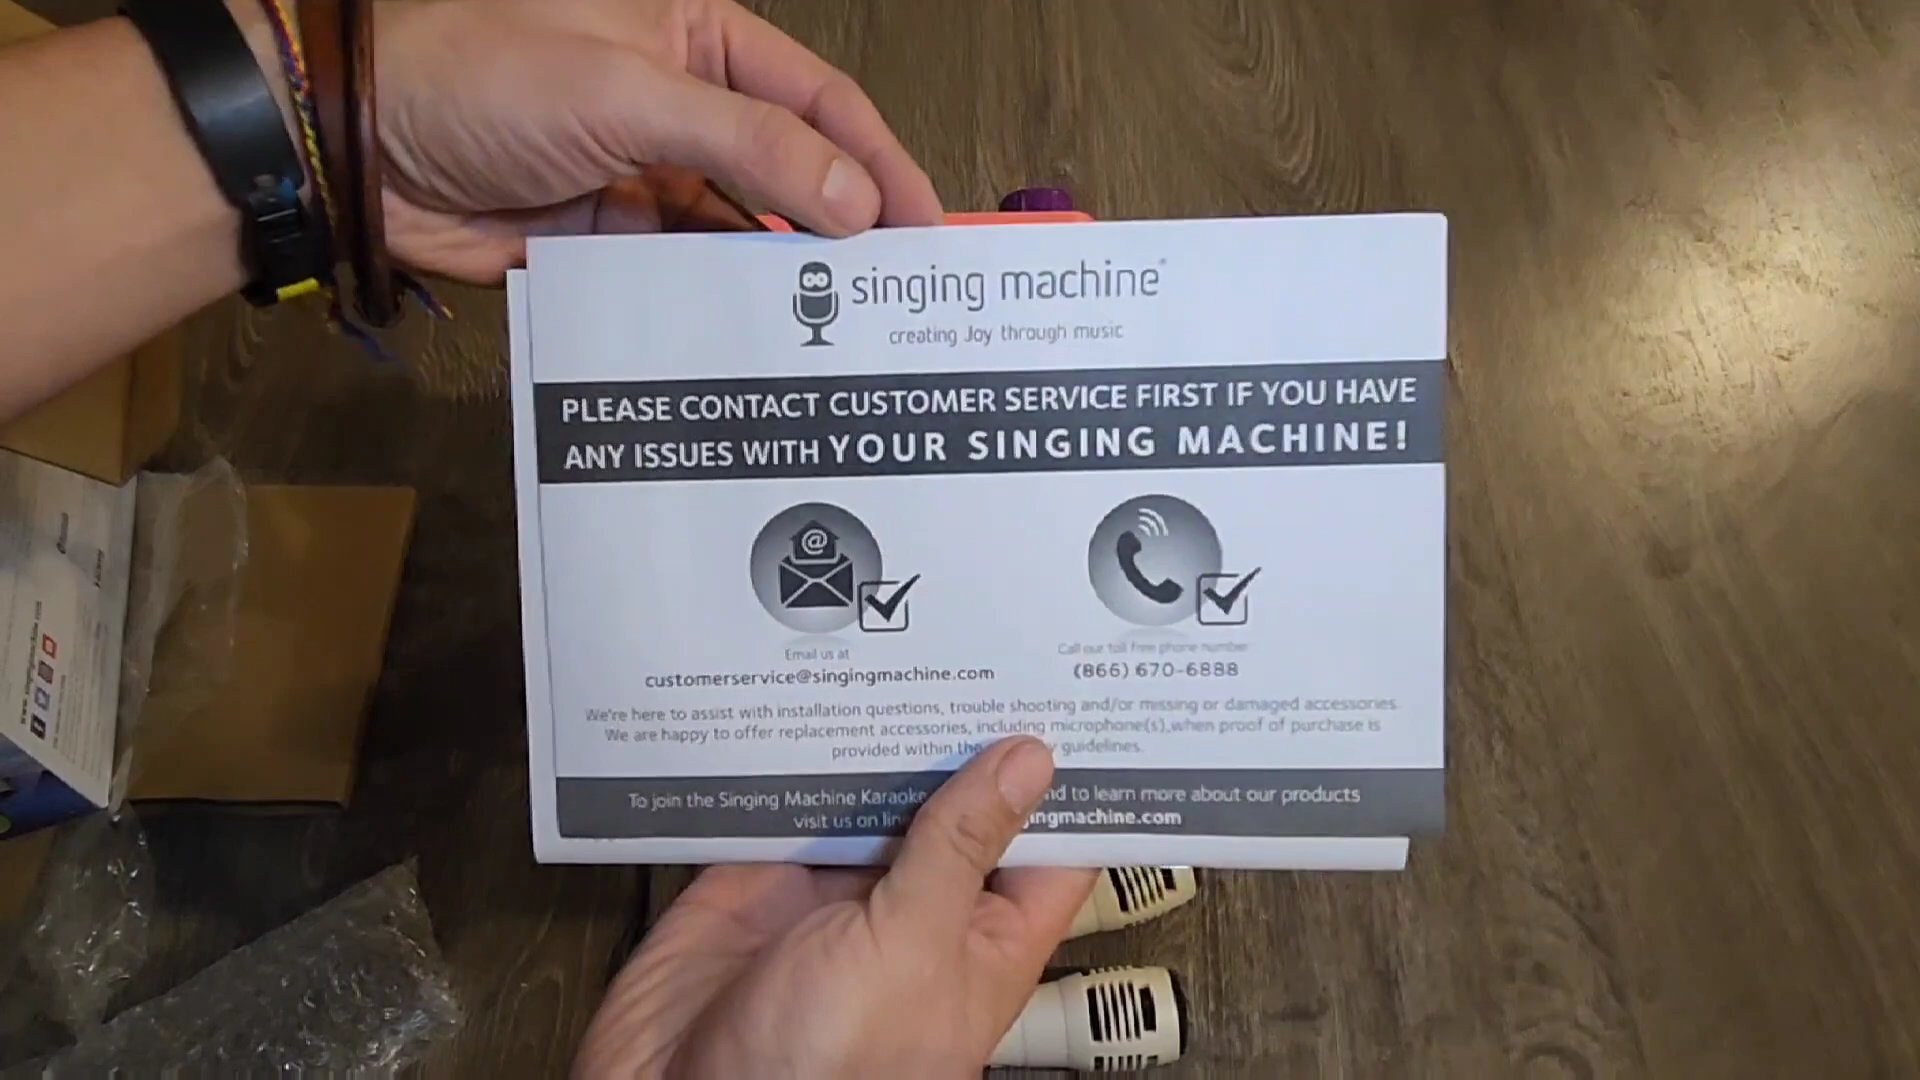 singing machine®
creating Joy through music
PLEASE CONTACT CUSTOMER SERVICE FIRST IF YOU HAVE
ANY ISSUES WITH YOUR SINGING MACHINE!
@
Email us at
customerservice@singingmachine.com
Call our toll free phone number
(866) 670-6888
We're here to assist with installation questions, trouble shooting and/or missing or damaged accessories.
We are happy to offer replacement accessories, including microphone(s),when proof of purchase is
provided within the guidelines.
To join the Singing Machine Karaoke to learn more about our products
visit us on